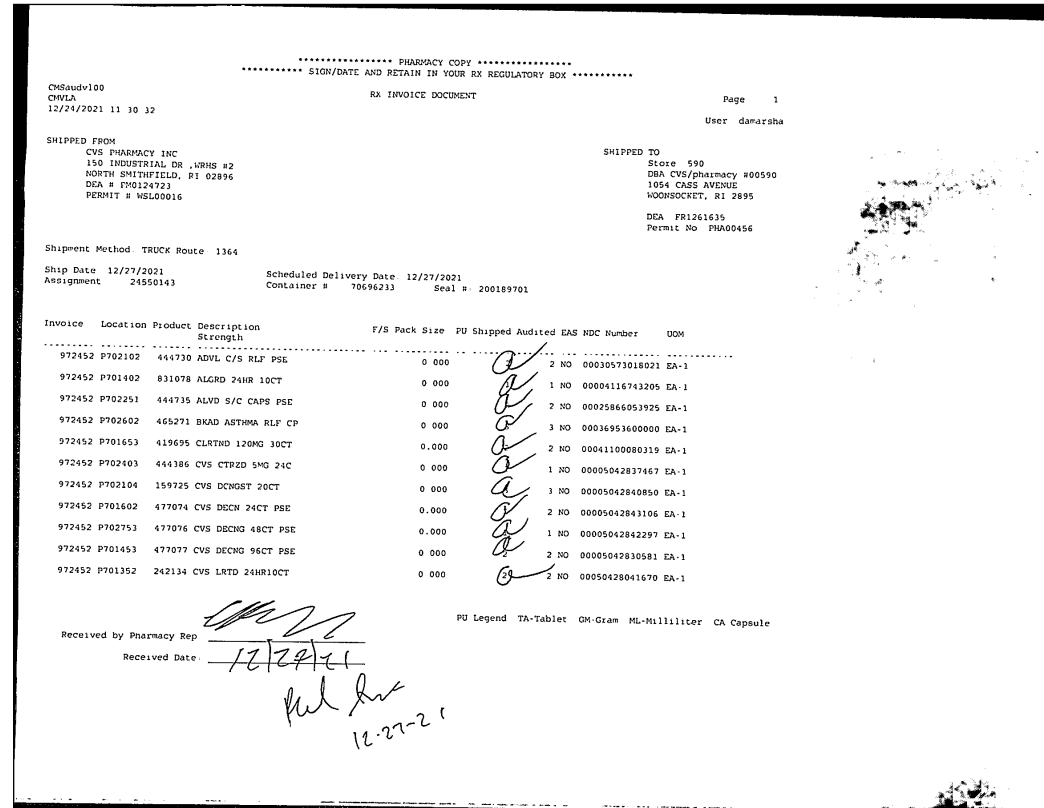 ***************** PHARMACY COPY *****************
*********** SIGN/DATE AND RETAIN IN YOUR RX REGULATORY BOX ***********
CMSaudv100
RX INVOICE DOCUMENT
Page 1
CMVLA
12/24/2021 11 30 32
User damarsha
SHIPPED FROM
CVS PHARMACY INC
150 INDUSTRIAL DR ,WRHS #2
NORTH SMITHFIELD, RI 02896
DEA # FM0124723
PERMIT # WSL00016
SHIPPED TO
Store 590
DBA CVS/pharmacy #00590
1054 CASS AVENUE
WOONSOCKET, RI 2895
DEA FR1261635
Permit No PHA00456
Shipment Method TRUCK Route 1364
Ship Date 12/27/2021 Scheduled Delivery Date 12/27/2021
Assignment 24550143 Container # 70696233 Seal # 200189701
Invoice Location Product Description F/S Pack Size PU Shipped Audited EAS NDC Number UOM
Strength
972452 P702102 444730 ADVL C/S RLF PSE 0 000 2 NO 00030573018021 EA-1
972452 P701402 831078 ALGRD 24HR 10CT 0 000 1 NO 00004116743205 EA-1
972452 P702251 444735 ALVD S/C CAPS PSE 0 000 2 NO 00025866053925 EA-1
972452 P702602 465271 BKAD ASTHMA RLF CP 0 000 3 NO 00036953600000 EA-1
972452 P701653 419695 CLRTND 120MG 30CT 0.000 2 NO 00041100080319 EA-1
972452 P702403 444386 CVS CTRZD 5MG 24C 0 000 1 NO 00005042837467 EA-1
972452 P702104 159725 CVS DCNGST 20CT 0 000 3 NO 00005042840850 EA-1
972452 P701602 477074 CVS DECN 24CT PSE 0.000 2 NO 00005042843106 EA-1
972452 P702753 477076 CVS DECNG 48CT PSE 0.000 1 NO 00005042842297 EA-1
972452 P701453 477077 CVS DECNG 96CT PSE 0 000 2 2 NO 00005042830581 EA-1
972452 P701352 242134 CVS LRTD 24HR10CT 0 000 2 2 NO 00050428041670 EA-1
PU Legend TA-Tablet GM-Gram ML-Milliliter CA Capsule
Received by Pharmacy Rep
Received Date 12/27/21
12-27-21